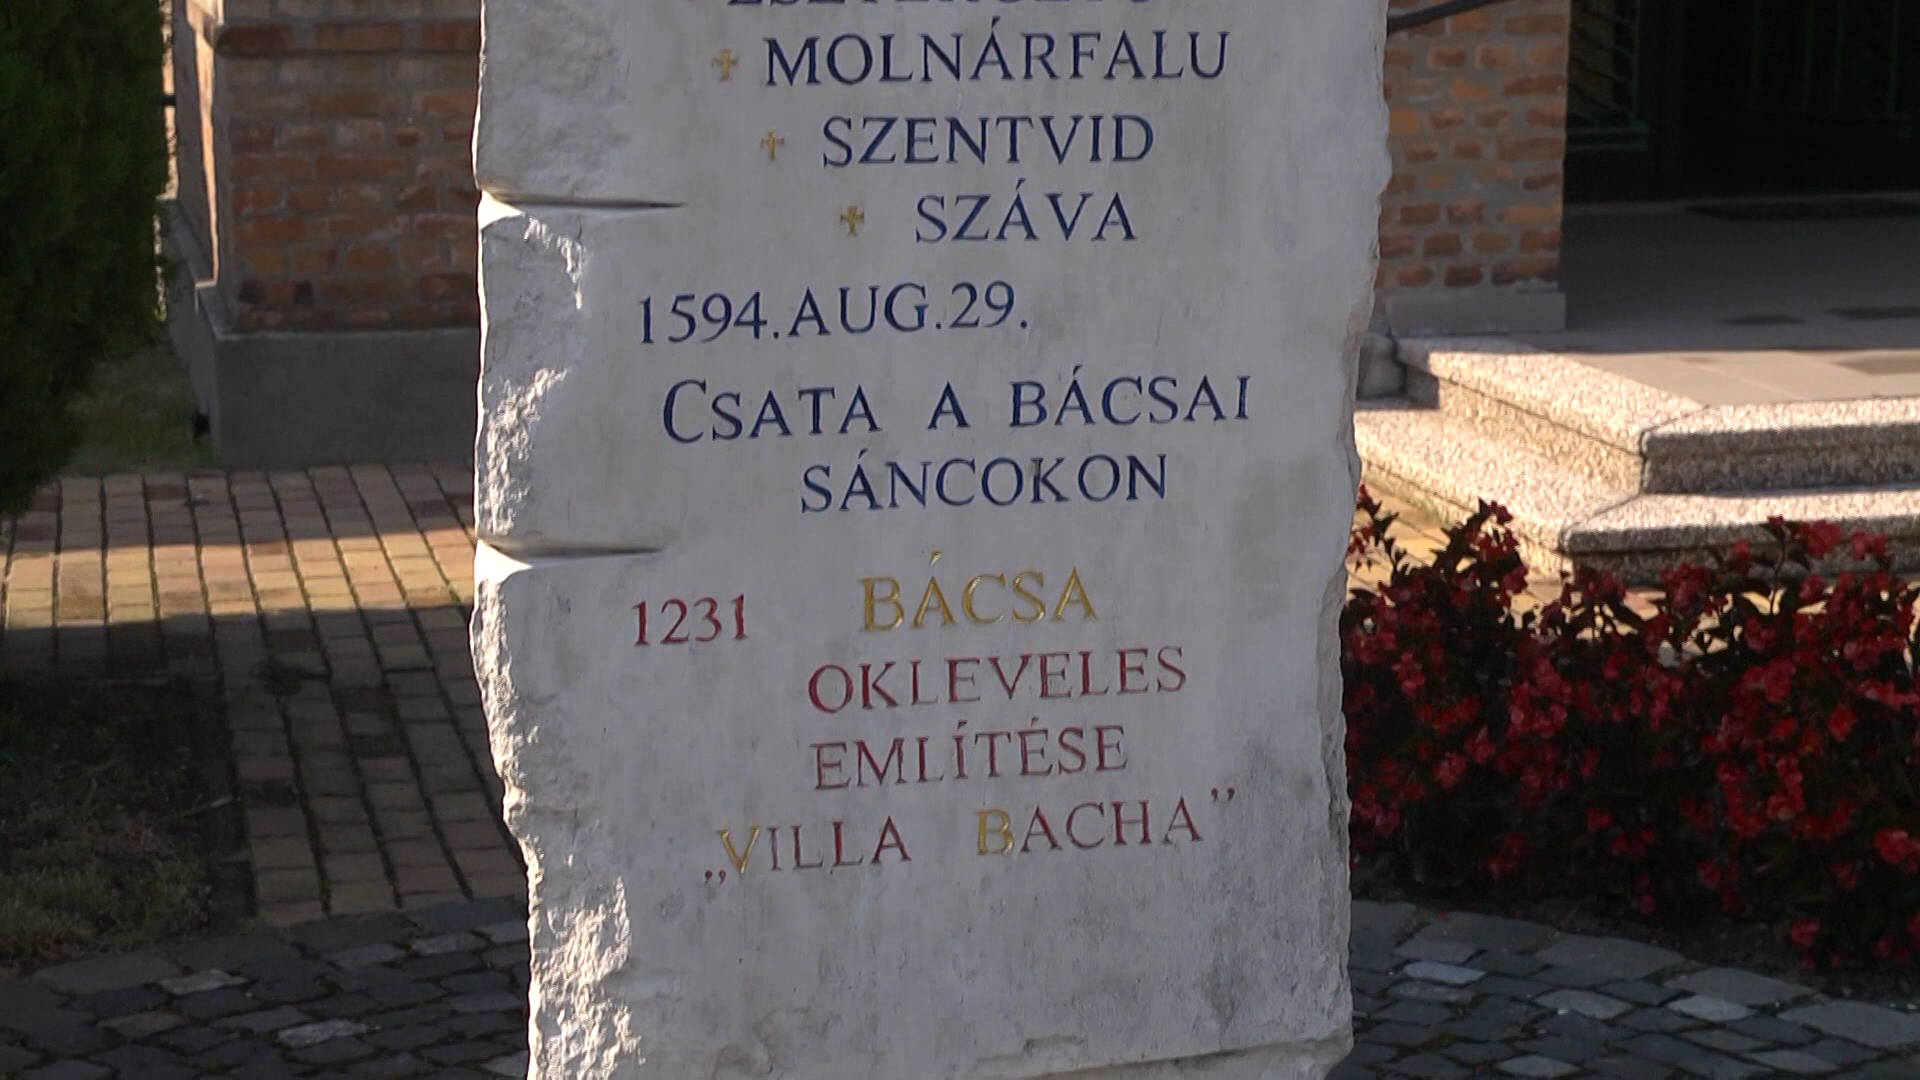 MOLNÁRFALU
SZENTVID
SZÁVA
1594.AUG.29.
CSATA A BÁCSAI
SÁNCOKON
1231 BÁCSA
OKLEVELES
EMLÍTÉSE
„VILLA BACHA”